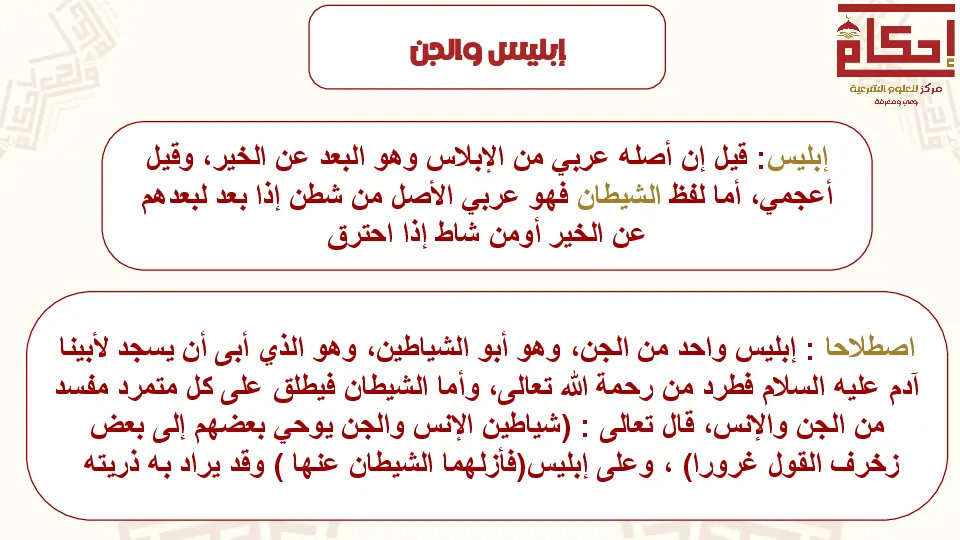 إبليس والجن
إحكام
مركز للعلوم الشرعية
وعي ومعرفة
إبليس: قيل إن أصله عربي من الإبلاس وهو البعد عن الخير، وقيل
أعجمي، أما لفظ الشيطان فهو عربي الأصل من شطن إذا بعد لبعدهم
عن الخير أومن شاط إذا احترق
اصطلاحا : إبليس واحد من الجن، وهو أبو الشياطين، وهو الذي أبى أن يسجد لأبينا
آدم عليه السلام فطرد من رحمة الله تعالى، وأما الشيطان فيطلق على كل متمرد مفسد
من الجن والإنس، قال تعالى : (شياطين الإنس والجن يوحي بعضهم إلى بعض
زخرف القول غرورا) ، وعلى إبليس(فأزلهما الشيطان عنها ) وقد يراد به ذريته